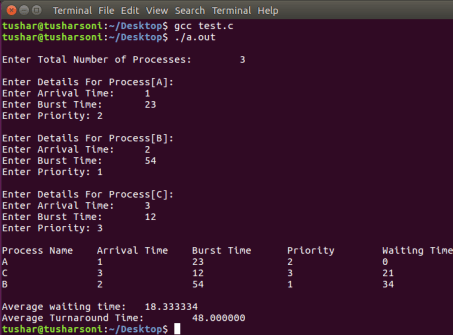 Terminal Terminal File Edit View Search Terminal Help
tushar@tusharsoni:~/Desktop$ gcc test.c
tushar@tusharsoni:~/Desktop$ ./a.out
Enter Total Number of Processes: 3
Enter Details For Process[A]:
Enter Arrival Time: 1
Enter Burst Time: 23
Enter Priority: 2
Enter Details For Process[B]:
Enter Arrival Time: 2
Enter Burst Time: 54
Enter Priority: 1
Enter Details For Process[C]:
Enter Arrival Time: 3
Enter Burst Time: 12
Enter Priority: 3
Process Name Arrival Time Burst Time Priority Waiting Time
A 1 23 2 0
C 3 12 3 21
B 2 54 1 34
Average waiting time: 18.333334
Average Turnaround Time: 48.000000
tushar@tusharsoni:~/Desktop$